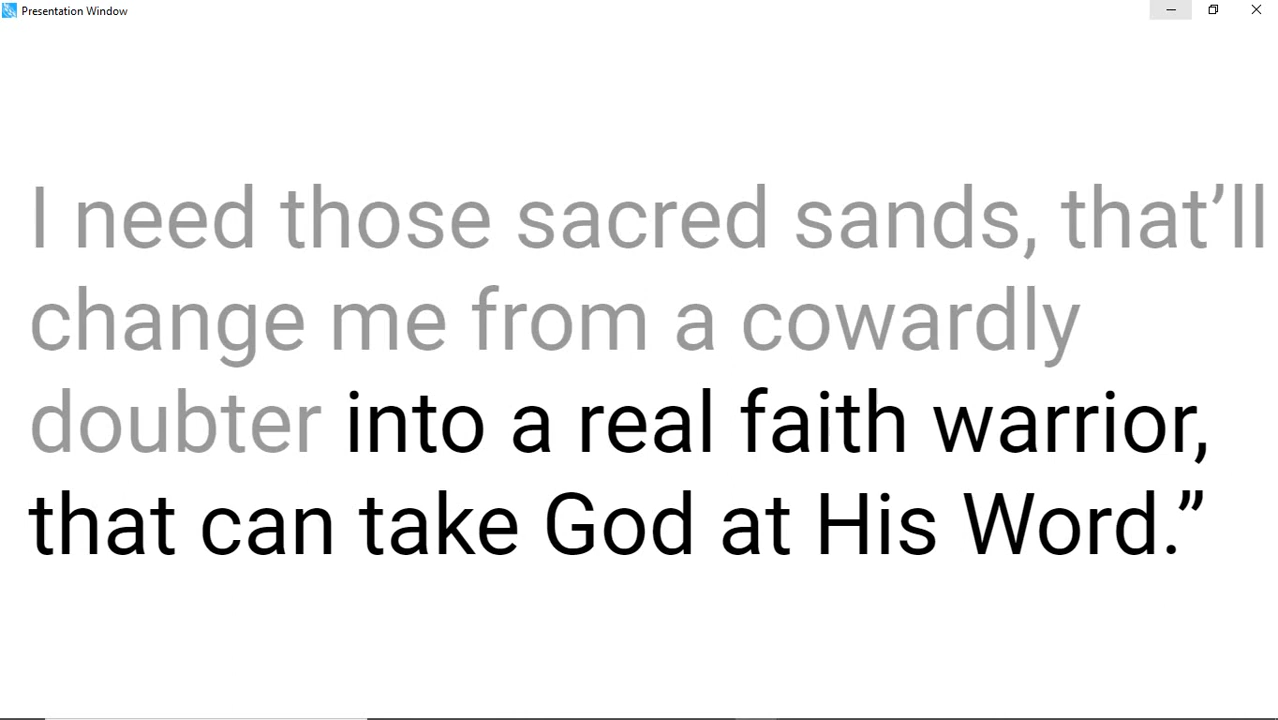 Presentation Window
I need those sacred sands, that’ll
change me from a cowardly
doubter into a real faith warrior,
that can take God at His Word.”